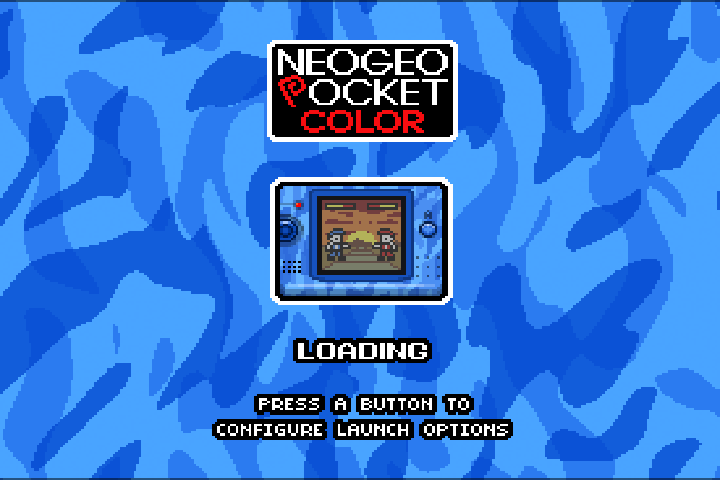 NEOGEO
POCKET
COLOR
LOADING
PRESS A BUTTON TO
CONFIGURE LAUNCH OPTIONS